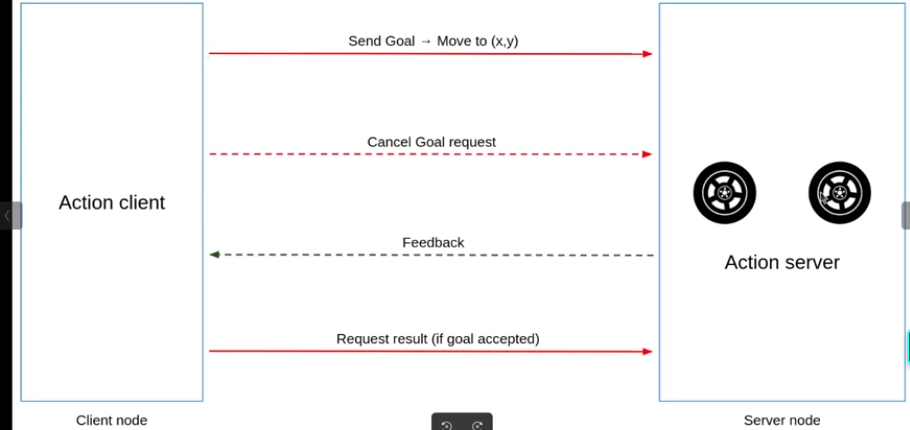 Send Goal → Move to (x,y)
Cancel Goal request
Action client
Feedback
Action server
Request result (if goal accepted)
Client node
Server node